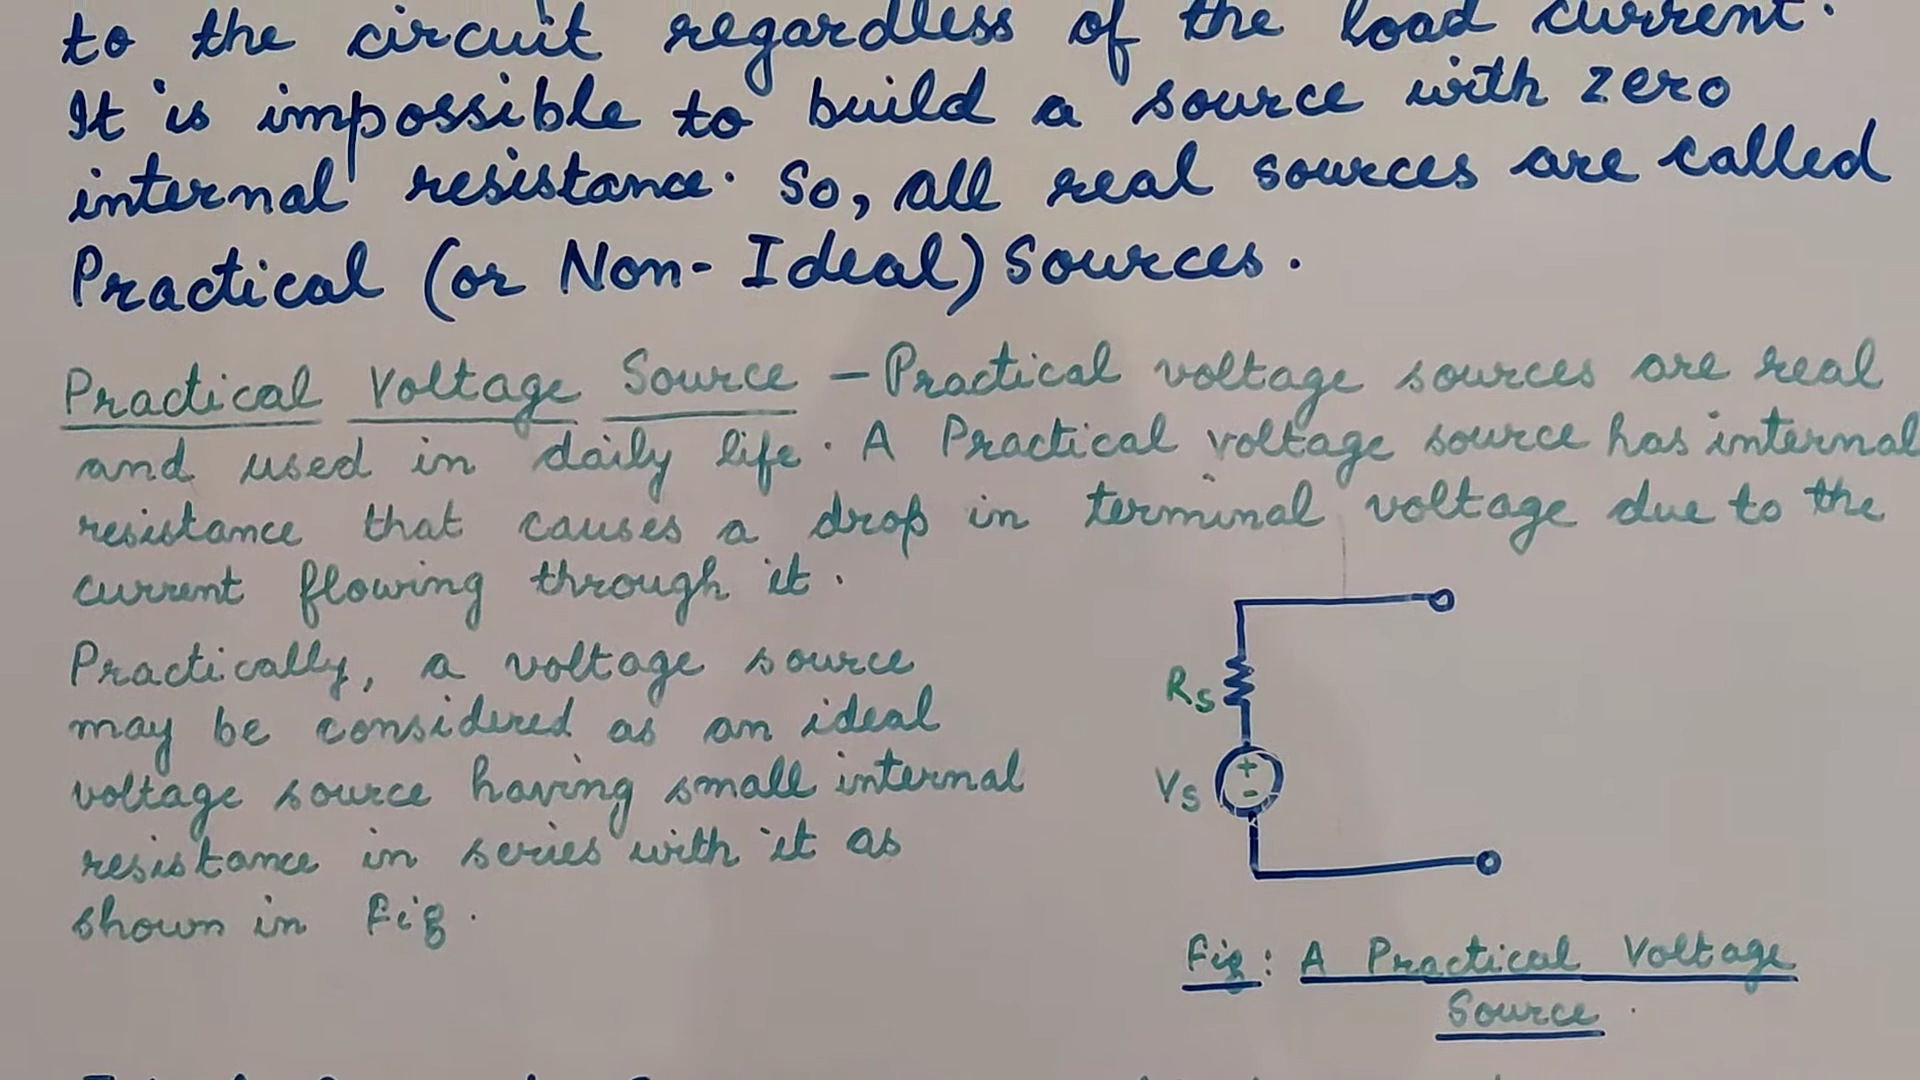 to the circuit regardless of the load current.
It is impossible to build a source with zero
internal resistance. So, all real sources are called
Practical (or Non-Ideal) Sources.
Practical Voltage Source - Practical voltage sources are real
and used in daily life. A Practical voltage source has internal
resistance that causes a drop in terminal voltage due to the
current flowing through it.
Practically, a voltage source
may be considered as an ideal
voltage source having small internal
resistance in series with it as
shown in Fig.
Rs
+
Vs
-
Fig: A Practical Voltage
Source.